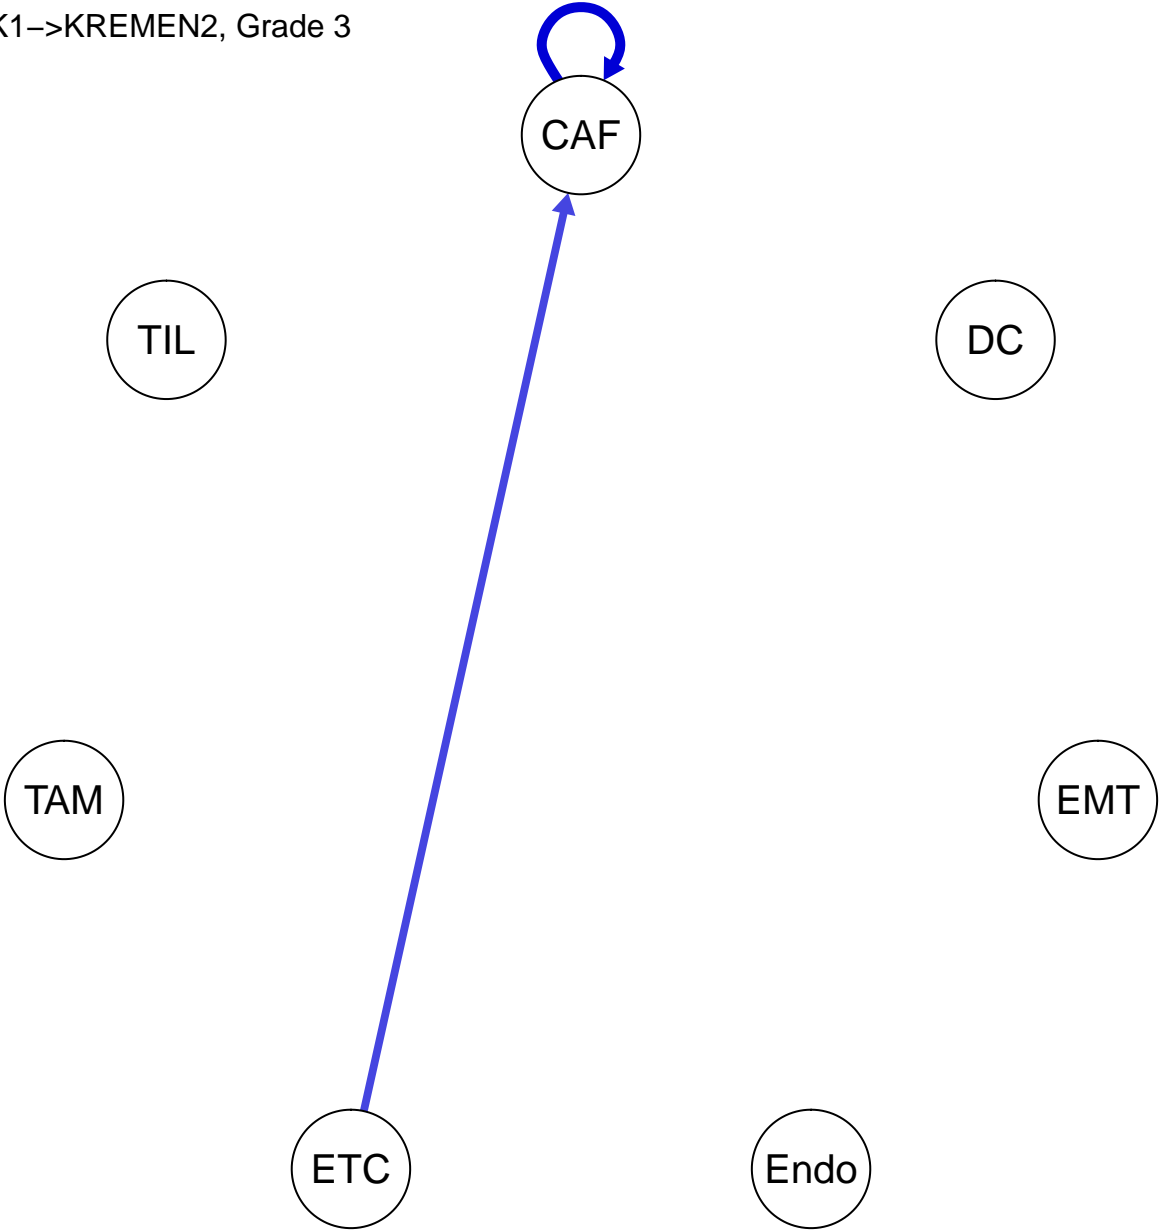 K1−>KREMEN2, Grade 3
CAF
TIL
DC
TAM
EMT
ETC
Endo